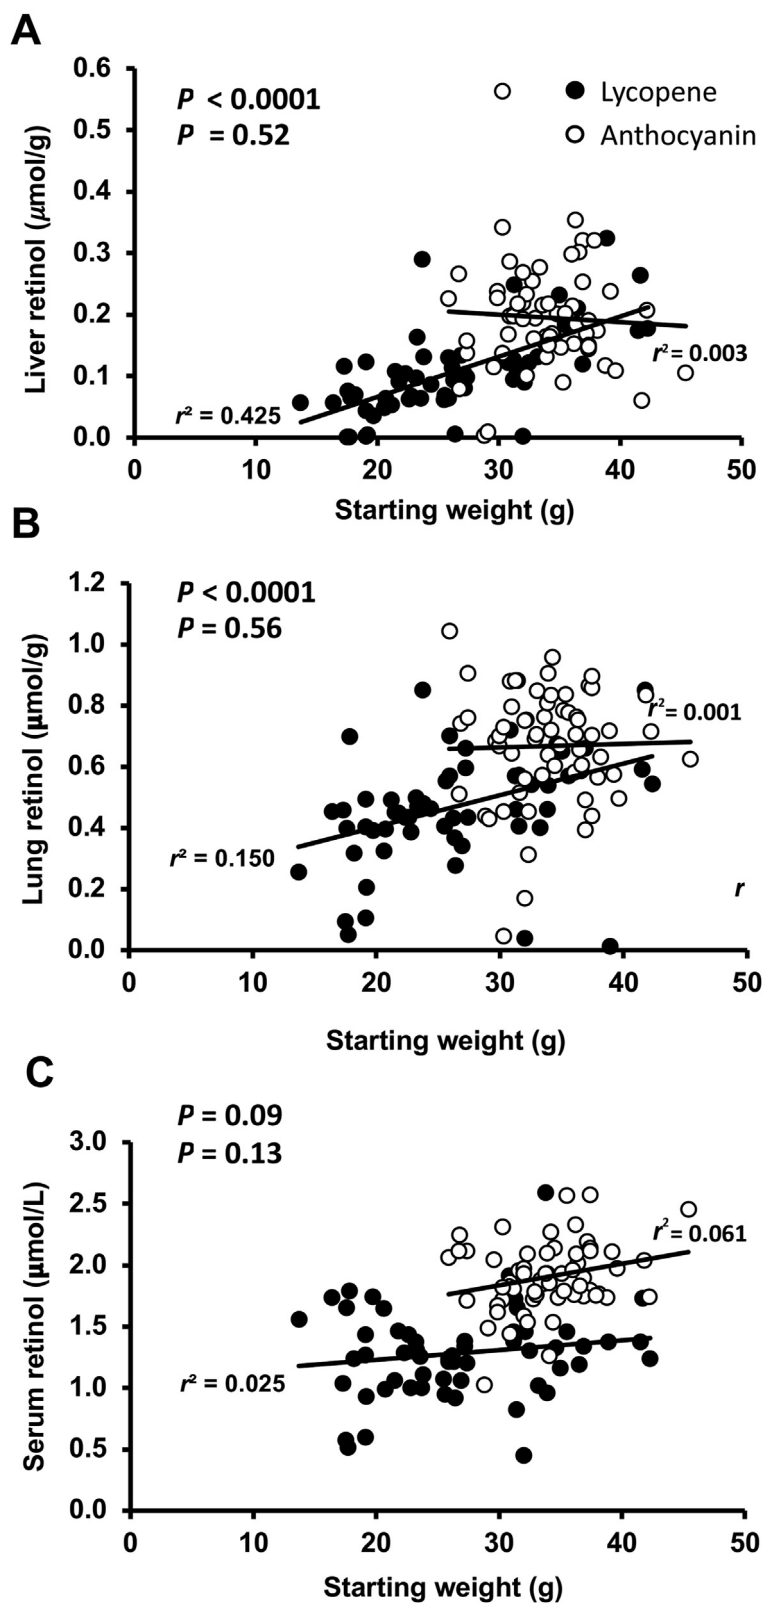 A
0.6
0.5
0.4
0.3
0.2
0.1
0.0
Liver retinol (μmol/g)
P < 0.0001
P = 0.52
Lycopene
Anthocyanin
r² = 0.003
r² = 0.425
0 10 20 30 40 50
Starting weight (g)
B
1.2
1.0
0.8
0.6
0.4
0.2
0.0
Lung retinol (μmol/g)
P < 0.0001
P = 0.56
r² = 0.001
r² = 0.150
r
0 10 20 30 40 50
Starting weight (g)
C
3.0
2.5
2.0
1.5
1.0
0.5
0.0
Serum retinol (μmol/L)
P = 0.09
P = 0.13
r² = 0.061
r² = 0.025
0 10 20 30 40 50
Starting weight (g)